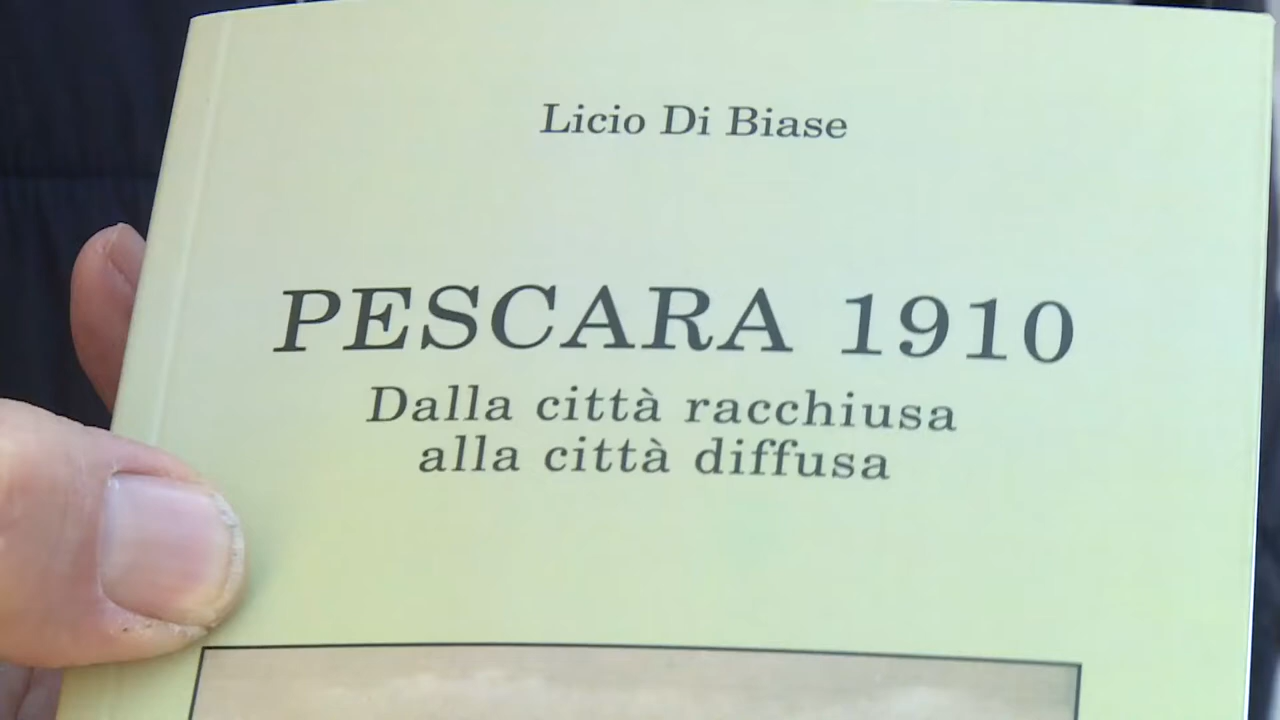 Licio Di Biase
PESCARA 1910
Dalla città racchiusa
alla città diffusa